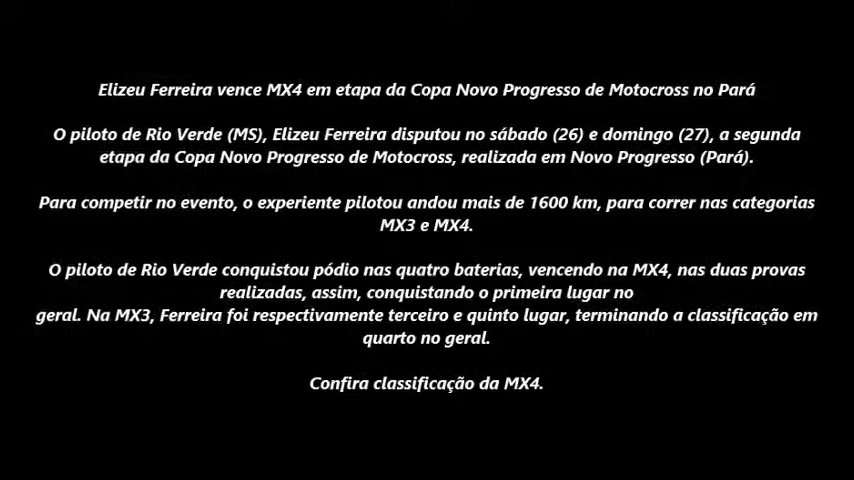 Elizeu Ferreira vence MX4 em etapa da Copa Novo Progresso de Motocross no Pará
O piloto de Rio Verde (MS), Elizeu Ferreira disputou no sábado (26) e domingo (27), a segunda
etapa da Copa Novo Progresso de Motocross, realizada em Novo Progresso (Pará).
Para competir no evento, o experiente pilotou andou mais de 1600 km, para correr nas categorias
MX3 e MX4.
O piloto de Rio Verde conquistou pódio nas quatro baterias, vencendo na MX4, nas duas provas
realizadas, assim, conquistando o primeira lugar no
geral. Na MX3, Ferreira foi respectivamente terceiro e quinto lugar, terminando a classificação em
quarto no geral.
Confira classificação da MX4.